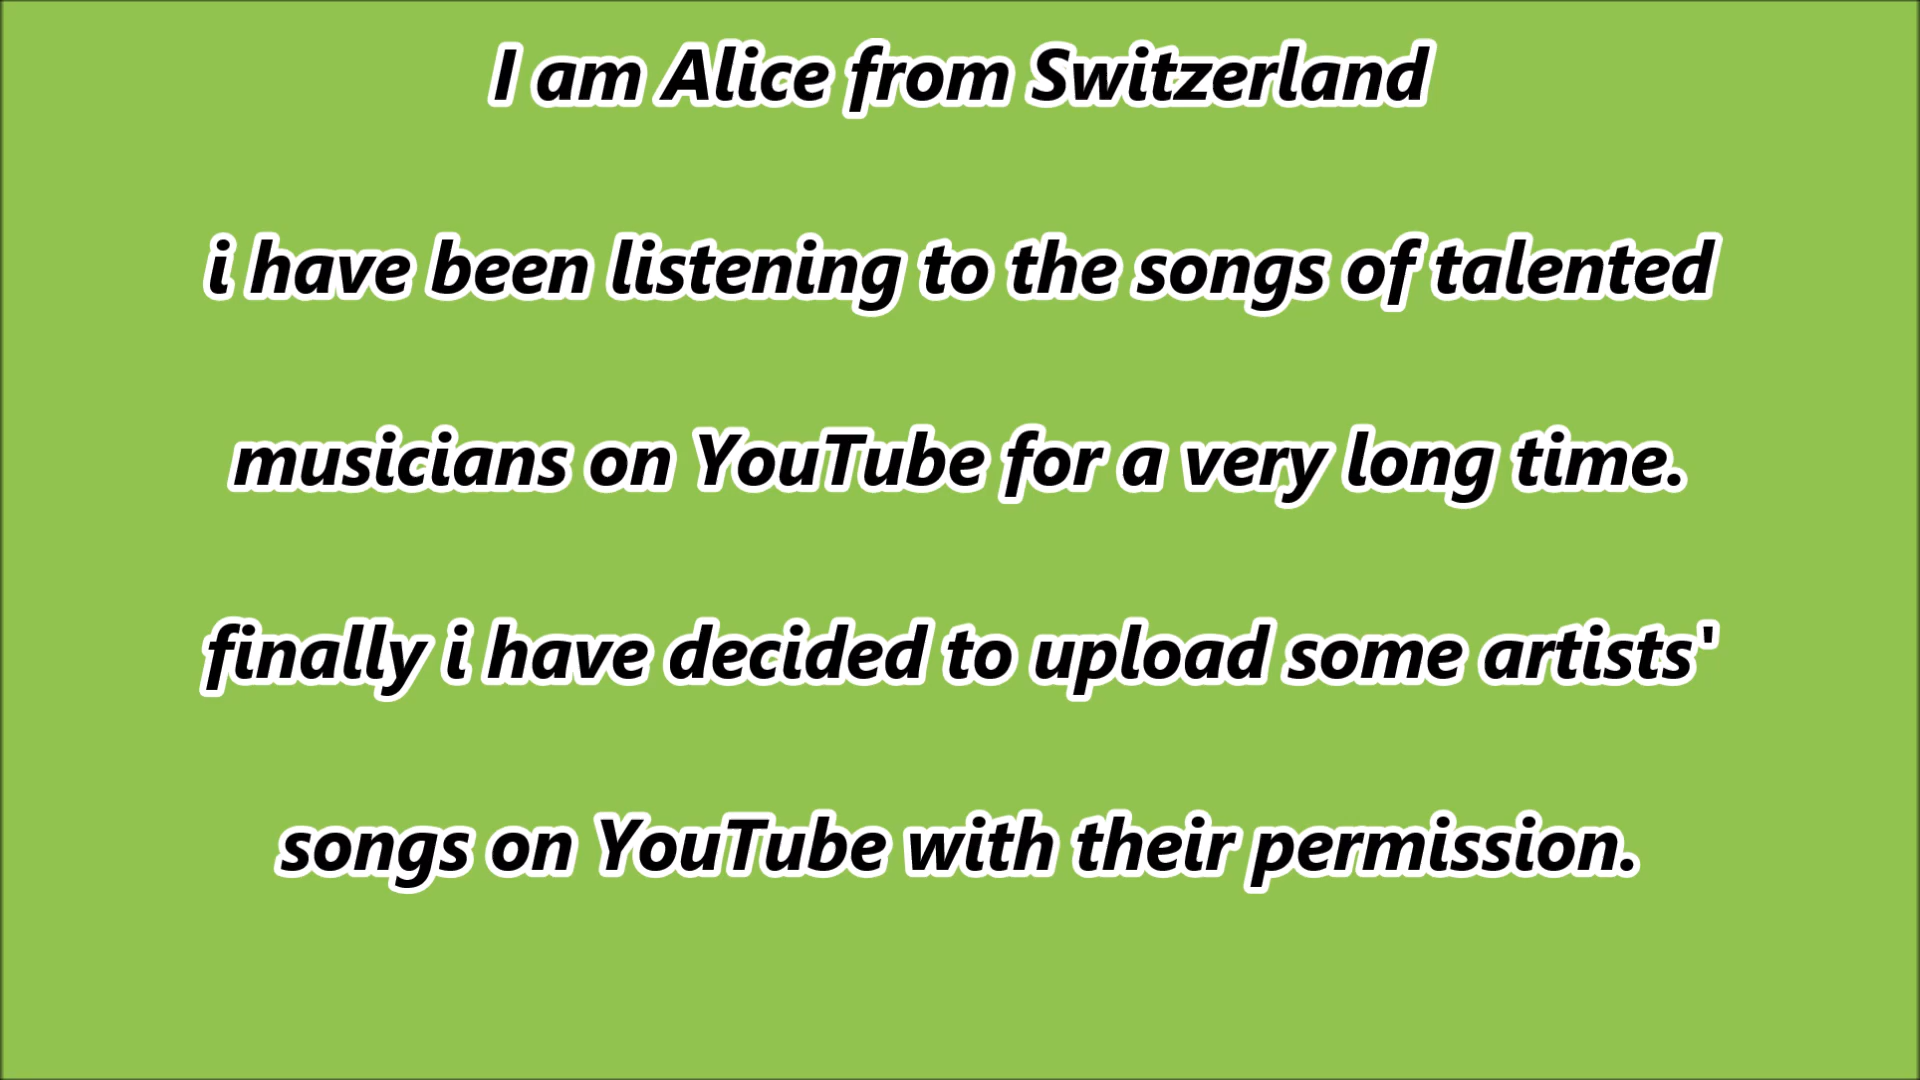 I am Alice from Switzerland
i have been listening to the songs of talented
musicians on YouTube for a very long time.
finally i have decided to upload some artists'
songs on YouTube with their permission.